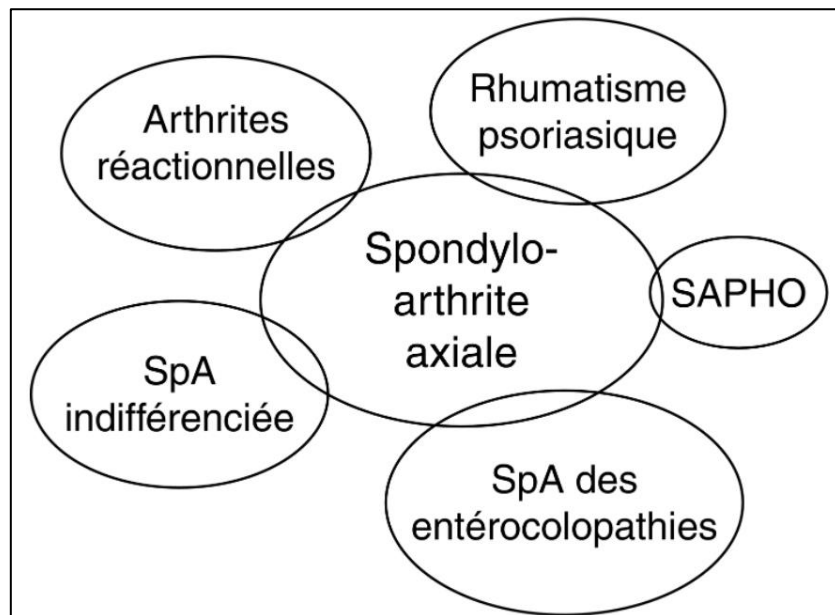 Arthrites
réactionnelles
Rhumatisme
psoriasique
Spondylo-
arthrite
axiale
SAPHO
SpA
indifférenciée
SpA des
entérocolopathies